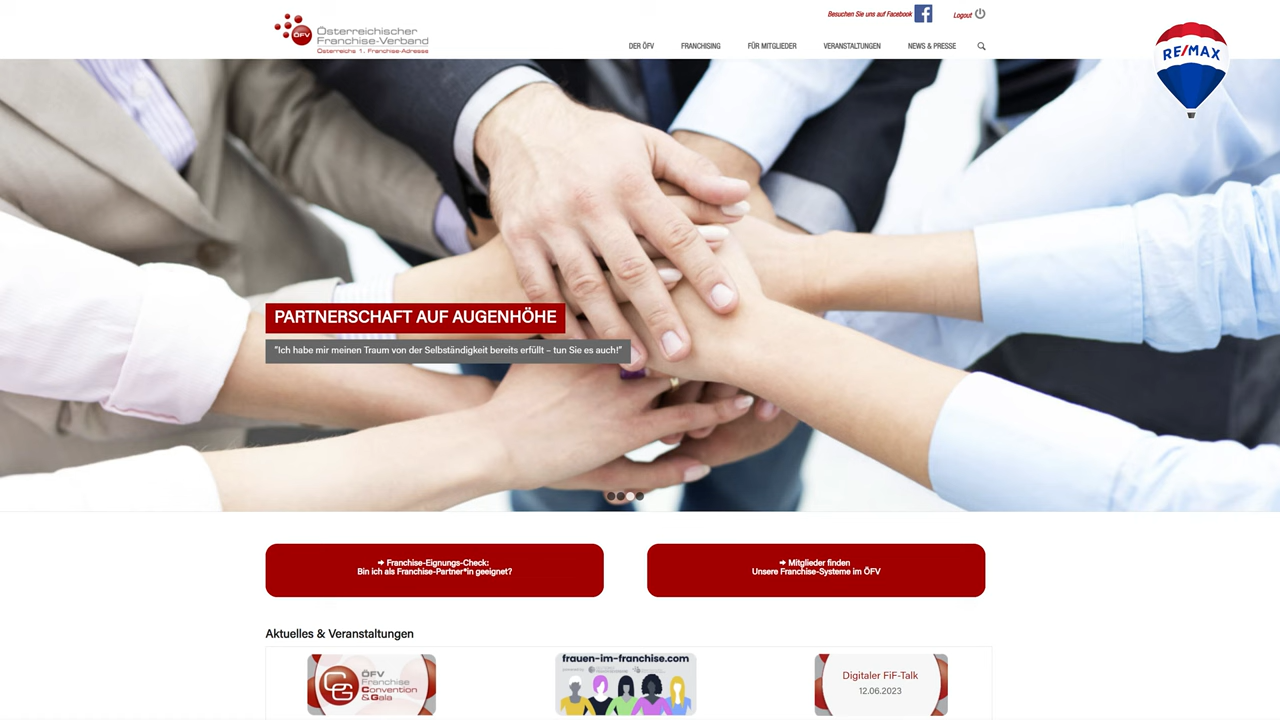 Besuchen Sie uns auf Facebook
Logout
ÖFV
Österreichischer
Franchise-Verband
Österreichs 1. Franchise-Adresse
DER ÖFV
FRANCHISING
FÜR MITGLIEDER
VERANSTALTUNGEN
NEWS & PRESSE
RE/MAX
PARTNERSCHAFT AUF AUGENHÖHE
"Ich habe mir meinen Traum von der Selbständigkeit bereits erfüllt – tun Sie es auch!"
Franchise-Eignungs-Check:
Bin ich als Franchise-Partner*in geeignet?
Mitglieder finden
Unsere Franchise-Systeme im ÖFV
Aktuelles & Veranstaltungen
CG
ÖFV
Franchise
Convention
& Gala
frauen-im-franchise.com
Digitaler FiF-Talk
12.06.2023